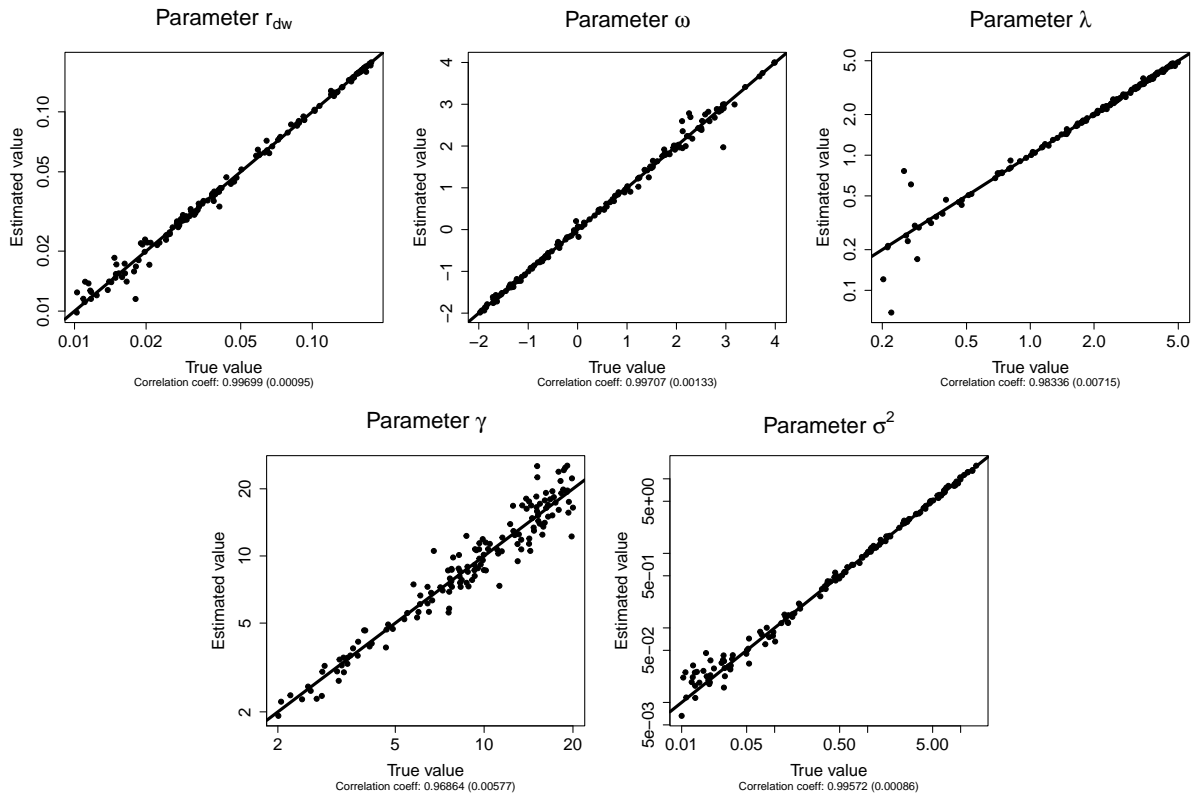 Parameter r_dw
Parameter ω
Parameter λ
Estimated value
0.01 0.02 0.05 0.10
0.01 0.02 0.05 0.10
True value
Correlation coeff: 0.99699 (0.00095)
Estimated value
−2 −1 0 1 2 3 4
−2 −1 0 1 2 3 4
True value
Correlation coeff: 0.99707 (0.00133)
Estimated value
0.1 0.2 0.5 1.0 2.0 5.0
0.2 0.5 1.0 2.0 5.0
True value
Correlation coeff: 0.98336 (0.00715)
Parameter γ
Parameter σ²
Estimated value
2 5 10 20
2 5 10 20
True value
Correlation coeff: 0.96864 (0.00577)
Estimated value
5e−03 5e−02 5e−01 5e+00
0.01 0.05 0.50 5.00
True value
Correlation coeff: 0.99572 (0.00086)